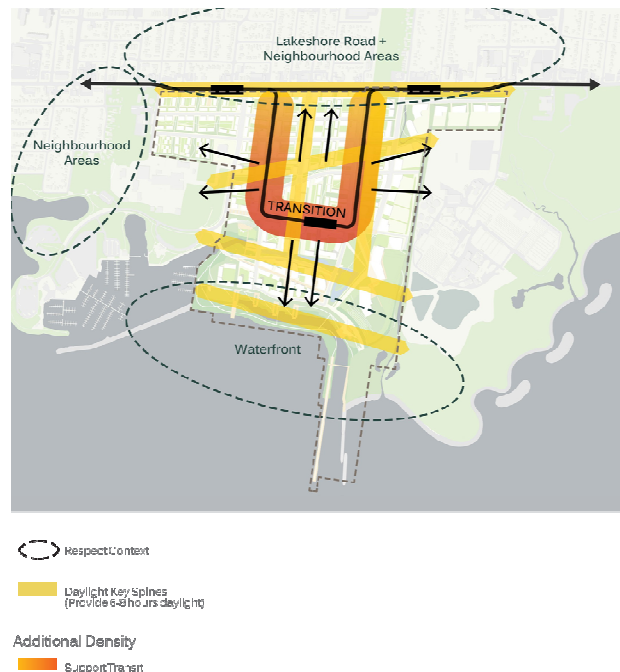 Lakeshore Road +
Neighbourhood Areas
Neighbourhood
Areas
TRANSITION
Waterfront
Respect Context
Daylight Key Spines
(Provide 6-8 hours daylight)
Additional Density
Support Transit